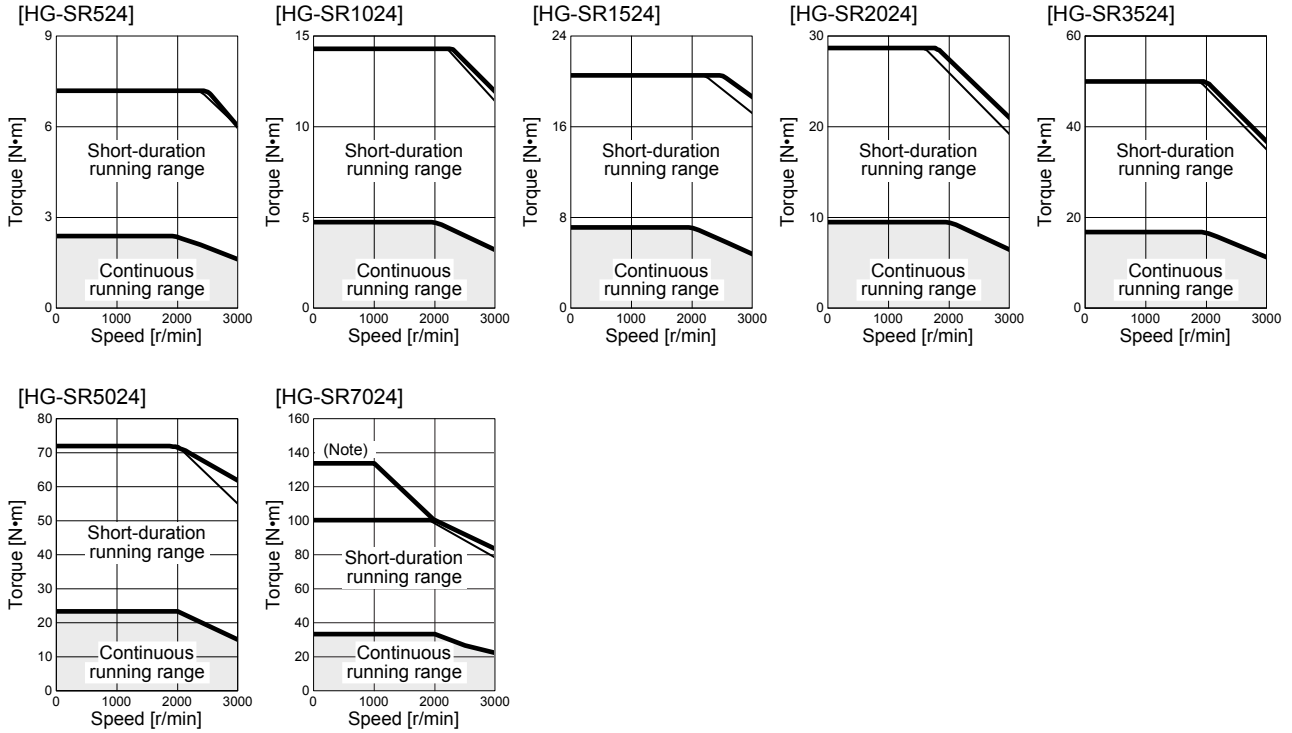 [HG-SR524]
9
6
3
0
Torque [N•m]
Short-duration
running range
Continuous
running range
0 1000 2000 3000
Speed [r/min]
[HG-SR1024]
15
10
5
0
Torque [N•m]
Short-duration
running range
Continuous
running range
0 1000 2000 3000
Speed [r/min]
[HG-SR1524]
24
16
8
0
Torque [N•m]
Short-duration
running range
Continuous
running range
0 1000 2000 3000
Speed [r/min]
[HG-SR2024]
30
20
10
0
Torque [N•m]
Short-duration
running range
Continuous
running range
0 1000 2000 3000
Speed [r/min]
[HG-SR3524]
60
40
20
0
Torque [N•m]
Short-duration
running range
Continuous
running range
0 1000 2000 3000
Speed [r/min]
[HG-SR5024]
80
70
60
50
40
30
20
10
0
Torque [N•m]
Short-duration
running range
Continuous
running range
0 1000 2000 3000
Speed [r/min]
[HG-SR7024]
160
140
120
100
80
60
40
20
0
Torque [N•m]
(Note)
Short-duration
running range
Continuous
running range
0 1000 2000 3000
Speed [r/min]